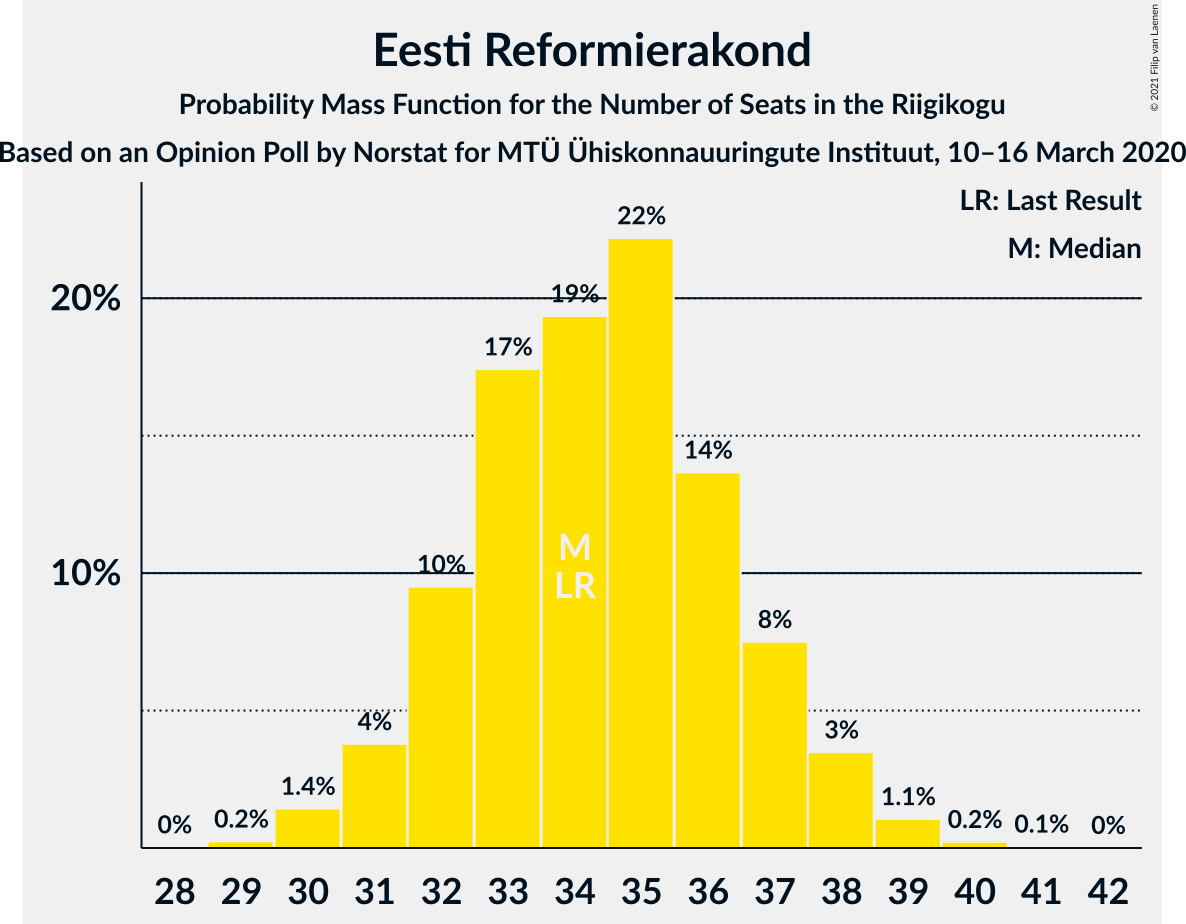 Eesti Reformierakond
Probability Mass Function for the Number of Seats in the Riigikogu
Based on an Opinion Poll by Norstat for MTÜ Ühiskonnauuringute Instituut, 10–16 March 2020
© 2021 Filip van Laenen
LR: Last Result
M: Median
20%
10%
0%
0.2%
1.4%
4%
10%
17%
19%
22%
14%
8%
3%
1.1%
0.2%
0.1%
0%
M
LR
28 29 30 31 32 33 34 35 36 37 38 39 40 41 42